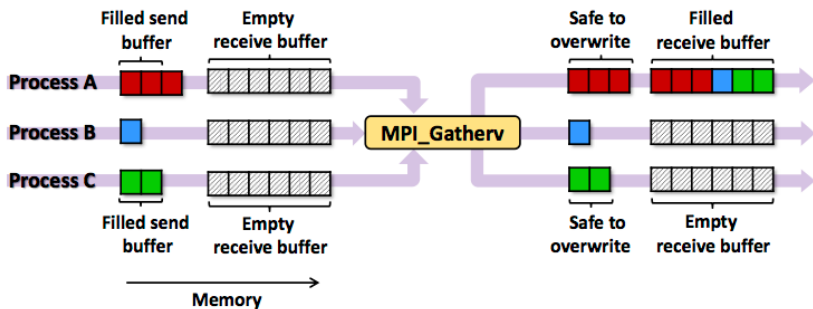 Filled send
buffer
Empty
receive buffer
Safe to
overwrite
Filled
receive buffer
Process A
Process B
MPI_Gatherv
Process C
Filled send
buffer
Empty
receive buffer
Safe to
overwrite
Empty
receive buffer
Memory